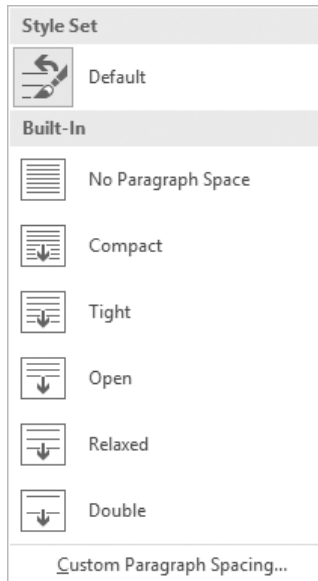 Style Set
Default
Built-In
No Paragraph Space
Compact
Tight
Open
Relaxed
Double
Custom Paragraph Spacing...